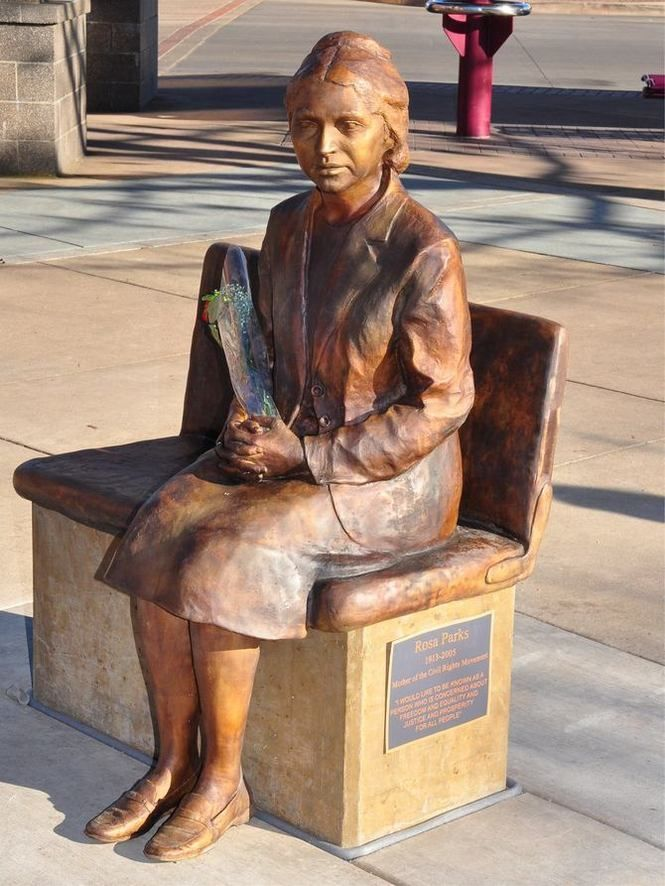 Rosa Parks
1913-2005
Mother of the Civil Rights Movement
"I WOULD LIKE TO BE KNOWN AS A
PERSON WHO IS CONCERNED ABOUT
FREEDOM AND EQUALITY AND
JUSTICE AND PROSPERITY
FOR ALL PEOPLE"